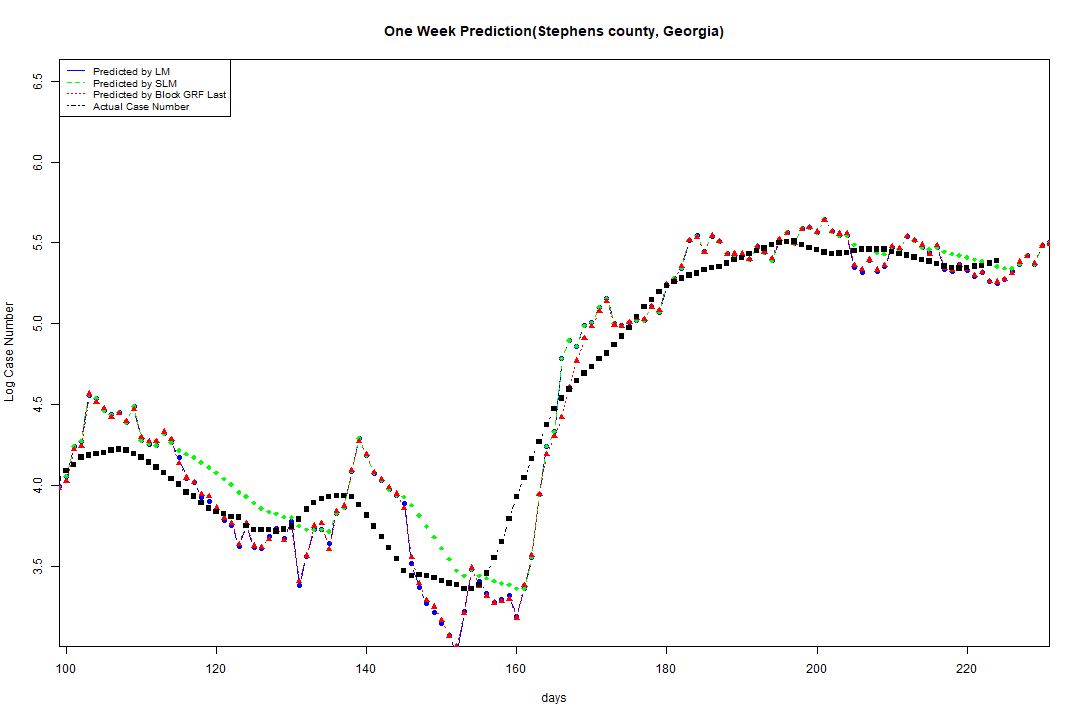 One Week Prediction(Stephens county, Georgia)
Predicted by LM
Predicted by SLM
Predicted by Block GRF Last
Actual Case Number
Log Case Number
6.5
6.0
5.5
5.0
4.5
4.0
3.5
100 120 140 160 180 200 220
days